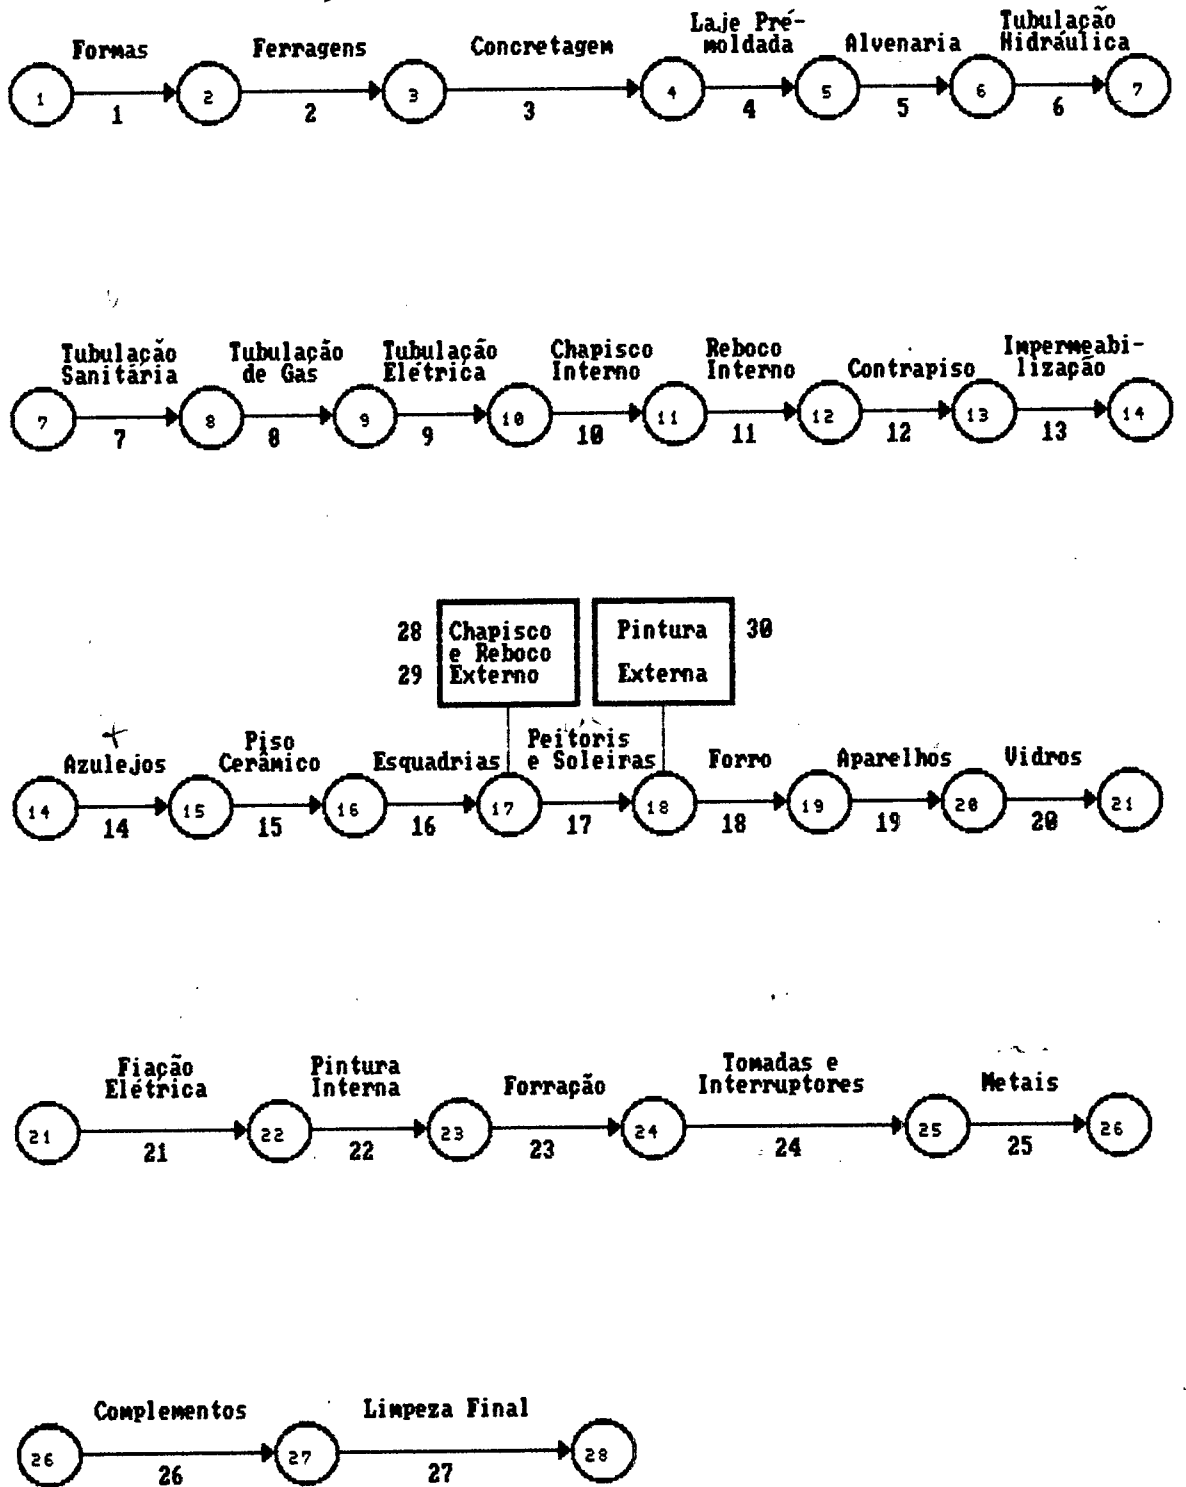 Formas
Ferragens
Concretagem
Laje Pré-
moldada
Alvenaria
Tubulação
Hidráulica
1
2
3
4
5
6
7
1
2
3
4
5
6
Tubulação
Sanitária
Tubulação
de Gas
Tubulação
Elétrica
Chapisco
Interno
Reboco
Interno
Contrapiso
Impermeabi-
lização
7
8
9
10
11
12
13
14
7
8
9
10
11
12
13
28
29
Chapisco
e Reboco
Externo
Pintura
Externa
30
Azulejos
Piso
Cerâmico
Esquadrias
Peitoris
e Soleiras
Forro
Aparelhos
Vidros
14
15
16
17
18
19
20
21
14
15
16
17
18
19
20
Fiação
Elétrica
Pintura
Interna
Forração
Tomadas e
Interruptores
Metais
21
22
23
24
25
26
21
22
23
24
25
Complementos
Limpeza Final
26
27
28
26
27